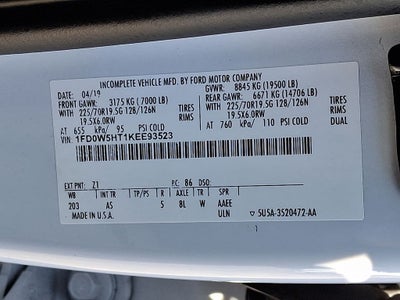 INCOMPLETE VEHICLE MFD. BY FORD MOTOR COMPANY
DATE: 04/19 GVWR: 8845 KG (19500 LB)
FRONT GAWR: 3175 KG (7000 LB) REAR GAWR: 6671 KG (14706 LB)
WITH 225/70R19.5G 128/126N TIRES WITH 225/70R19.5G 128/126N TIRES
19.5X6.0RW RIMS 19.5X6.0RW RIMS
AT 655 kPa/ 95 PSI COLD AT 760 kPa/ 110 PSI COLD DUAL
VIN: 1FD0W5HT1KEE93523
EXT PNT: Z1 PC: 86 DSO:
WB INT TR TP/PS R AXLE TR SPR
203 AS 5 8L W AAEE
MADE IN U.S.A. ULN 5U5A-3520472-AA